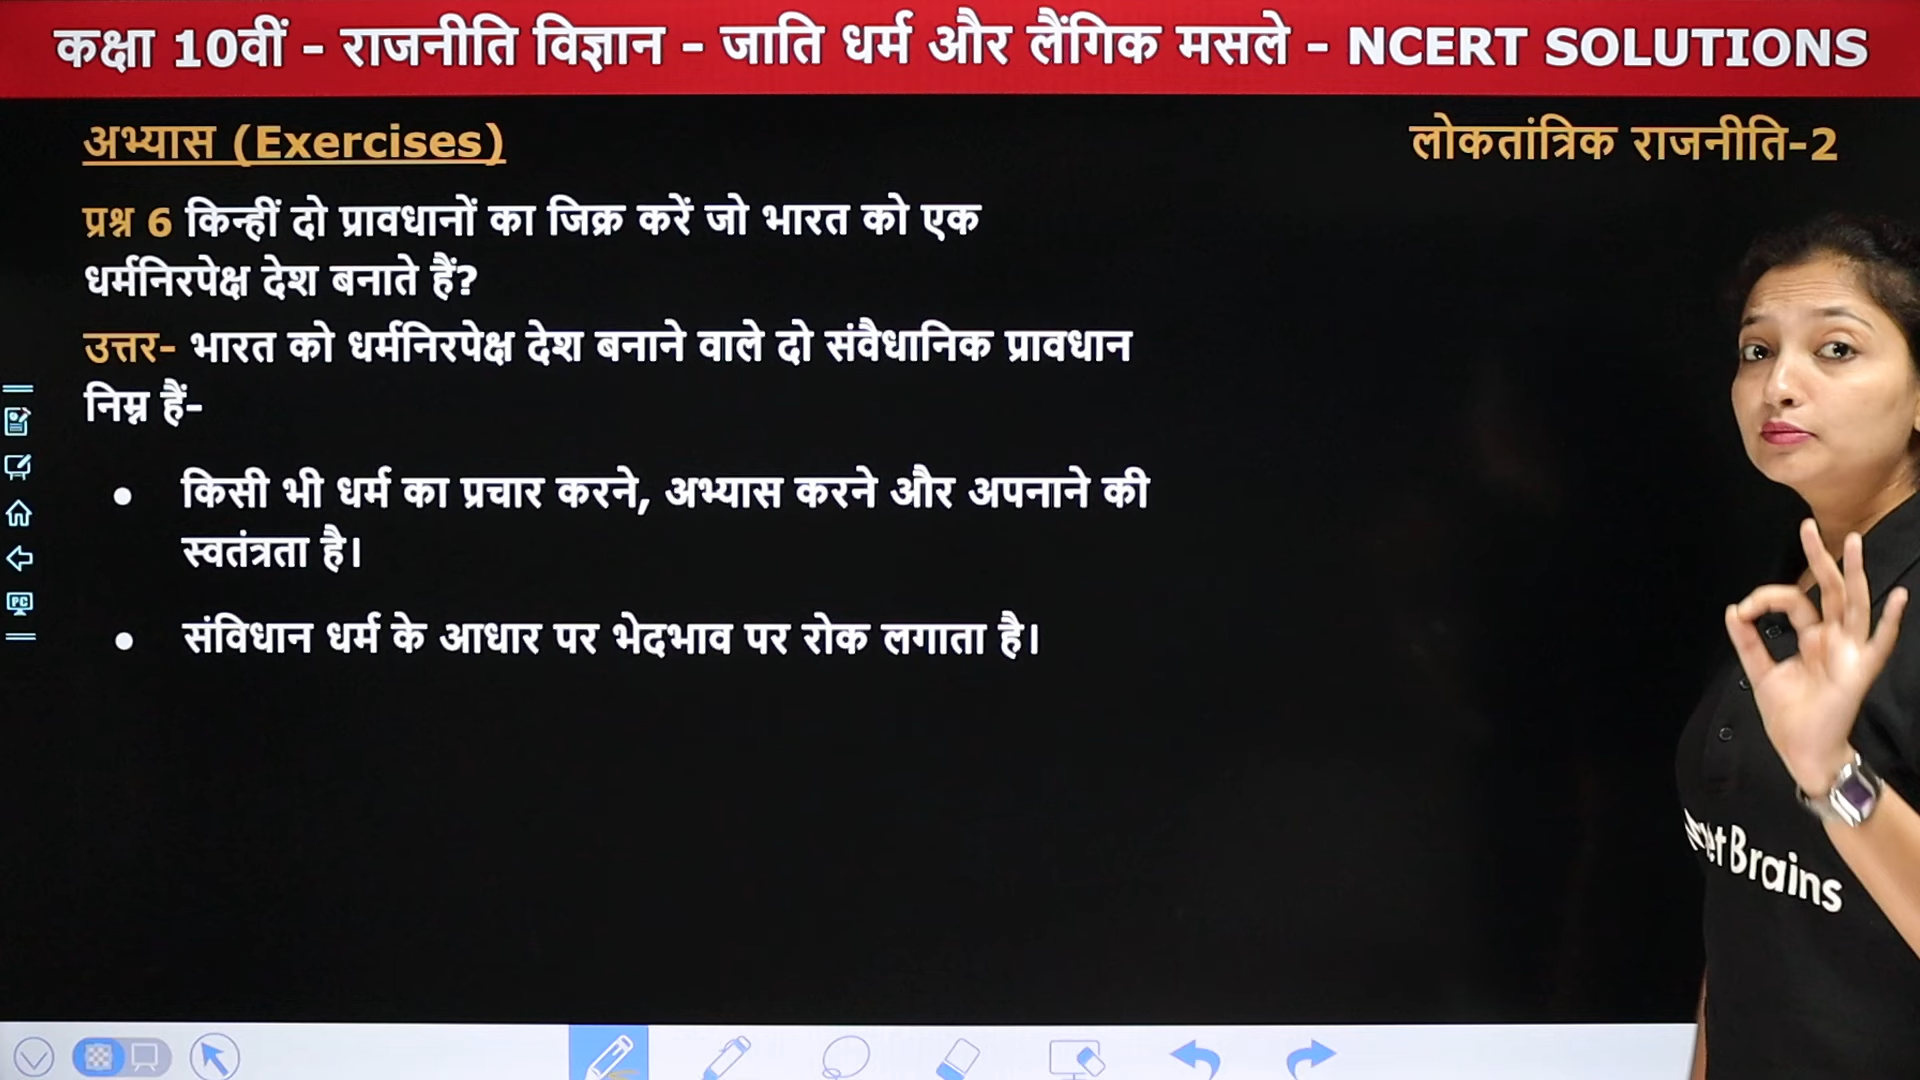 कक्षा 10वीं - राजनीति विज्ञान - जाति धर्म और लैंगिक मसले - NCERT SOLUTIONS
अभ्यास (Exercises)
लोकतांत्रिक राजनीति-2
प्रश्न 6 किन्हीं दो प्रावधानों का जिक्र करें जो भारत को एक
धर्मनिरपेक्ष देश बनाते हैं?
उत्तर- भारत को धर्मनिरपेक्ष देश बनाने वाले दो संवैधानिक प्रावधान
निम्न हैं-
• किसी भी धर्म का प्रचार करने, अभ्यास करने और अपनाने की
स्वतंत्रता है।
• संविधान धर्म के आधार पर भेदभाव पर रोक लगाता है।
PC
Brains